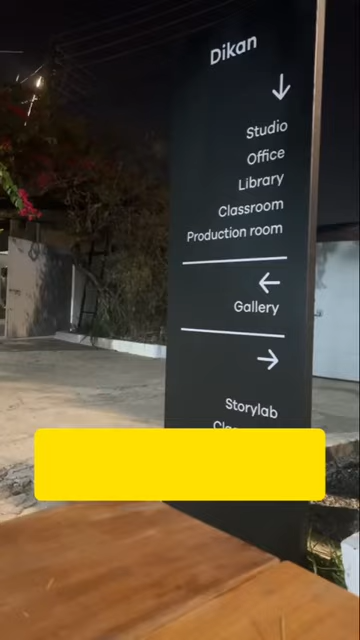 Dikan
↓
Studio
Office
Library
Classroom
Production room
←
Gallery
→
Storylab